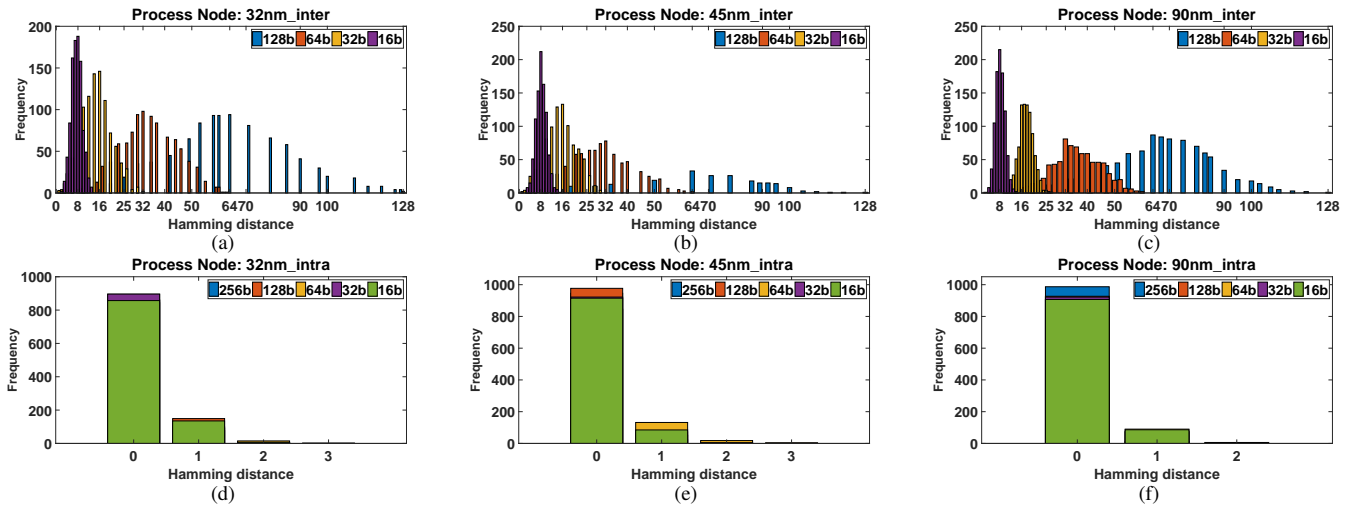 Process Node: 32nm_inter
128b 64b 32b 16b
Frequency
200
150
100
50
0
0 8 16 25 32 40 50 6470 90 100 128
Hamming distance
(a)
Process Node: 45nm_inter
128b 64b 32b 16b
Frequency
250
200
150
100
50
0
0 8 16 25 32 40 50 6470 90 100 128
Hamming distance
(b)
Process Node: 90nm_inter
128b 64b 32b 16b
Frequency
250
200
150
100
50
0
8 16 25 32 40 50 6470 90 100 128
Hamming distance
(c)
Process Node: 32nm_intra
256b 128b 64b 32b 16b
Frequency
1000
800
600
400
200
0
0 1 2 3
Hamming distance
(d)
Process Node: 45nm_intra
256b 128b 64b 32b 16b
Frequency
1000
800
600
400
200
0
0 1 2 3
Hamming distance
(e)
Process Node: 90nm_intra
256b 128b 64b 32b 16b
Frequency
1000
800
600
400
200
0
0 1 2
Hamming distance
(f)